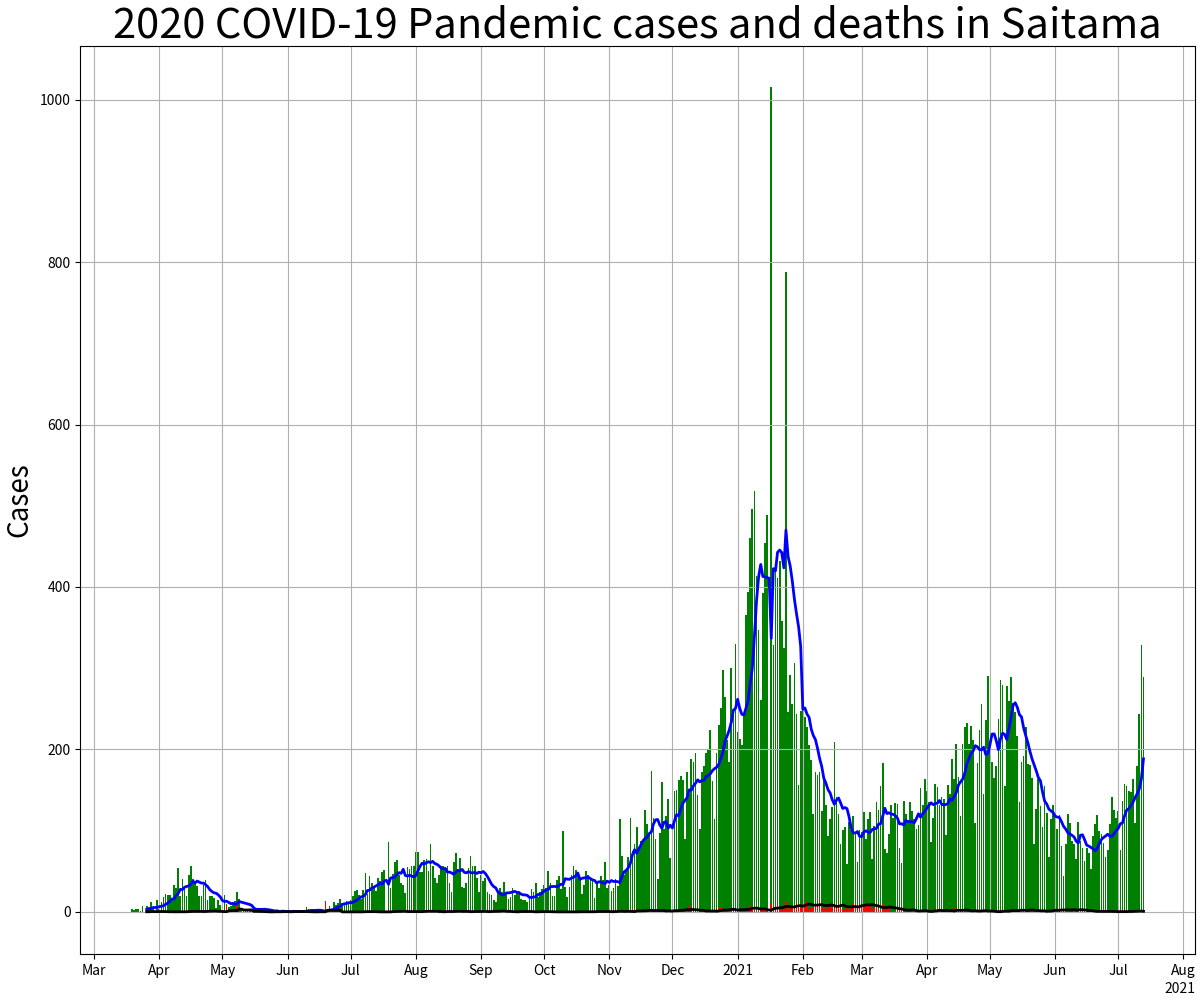 2020 COVID-19 Pandemic cases and deaths in Saitama
Cases
1000
800
600
400
200
0
Mar Apr May Jun Jul Aug Sep Oct Nov Dec 2021 Feb Mar Apr May Jun Jul Aug
2021